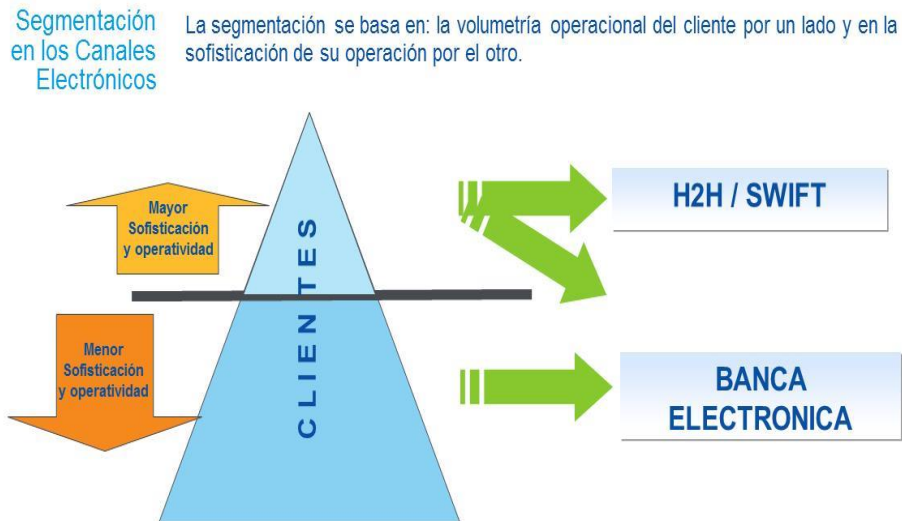 Segmentación
en los Canales
Electrónicos
La segmentación se basa en: la volumetría operacional del cliente por un lado y en la
sofisticación de su operación por el otro.
Mayor
Sofisticación
y operatividad
CLIENTES
H2H / SWIFT
Menor
Sofisticación
y operatividad
BANCA
ELECTRONICA